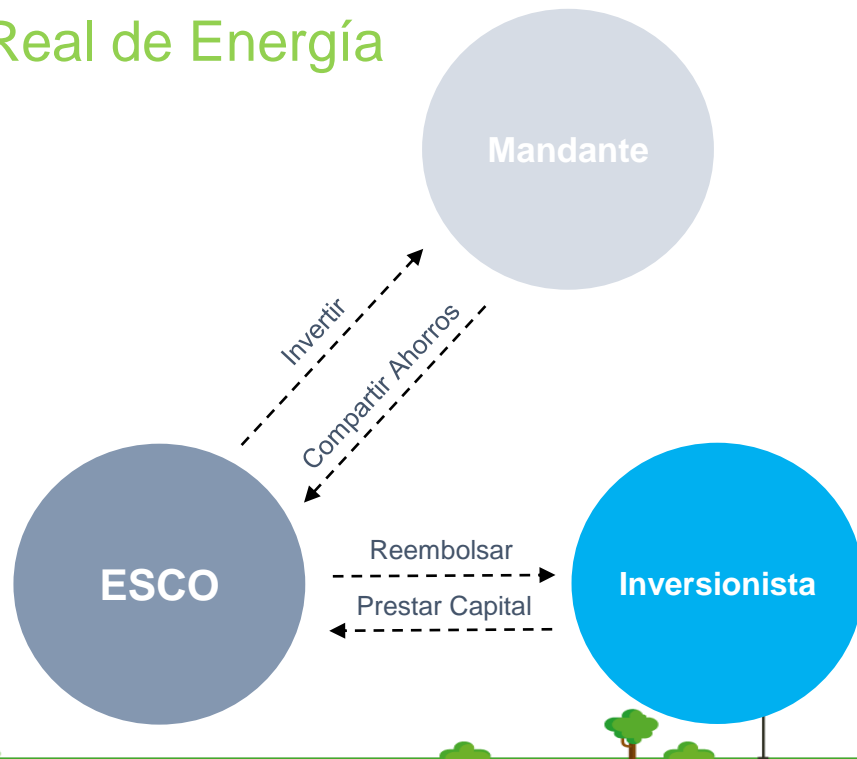 Real de Energía
Mandante
Invertir
Compartir Ahorros
ESCO
Reembolsar
Prestar Capital
Inversionista